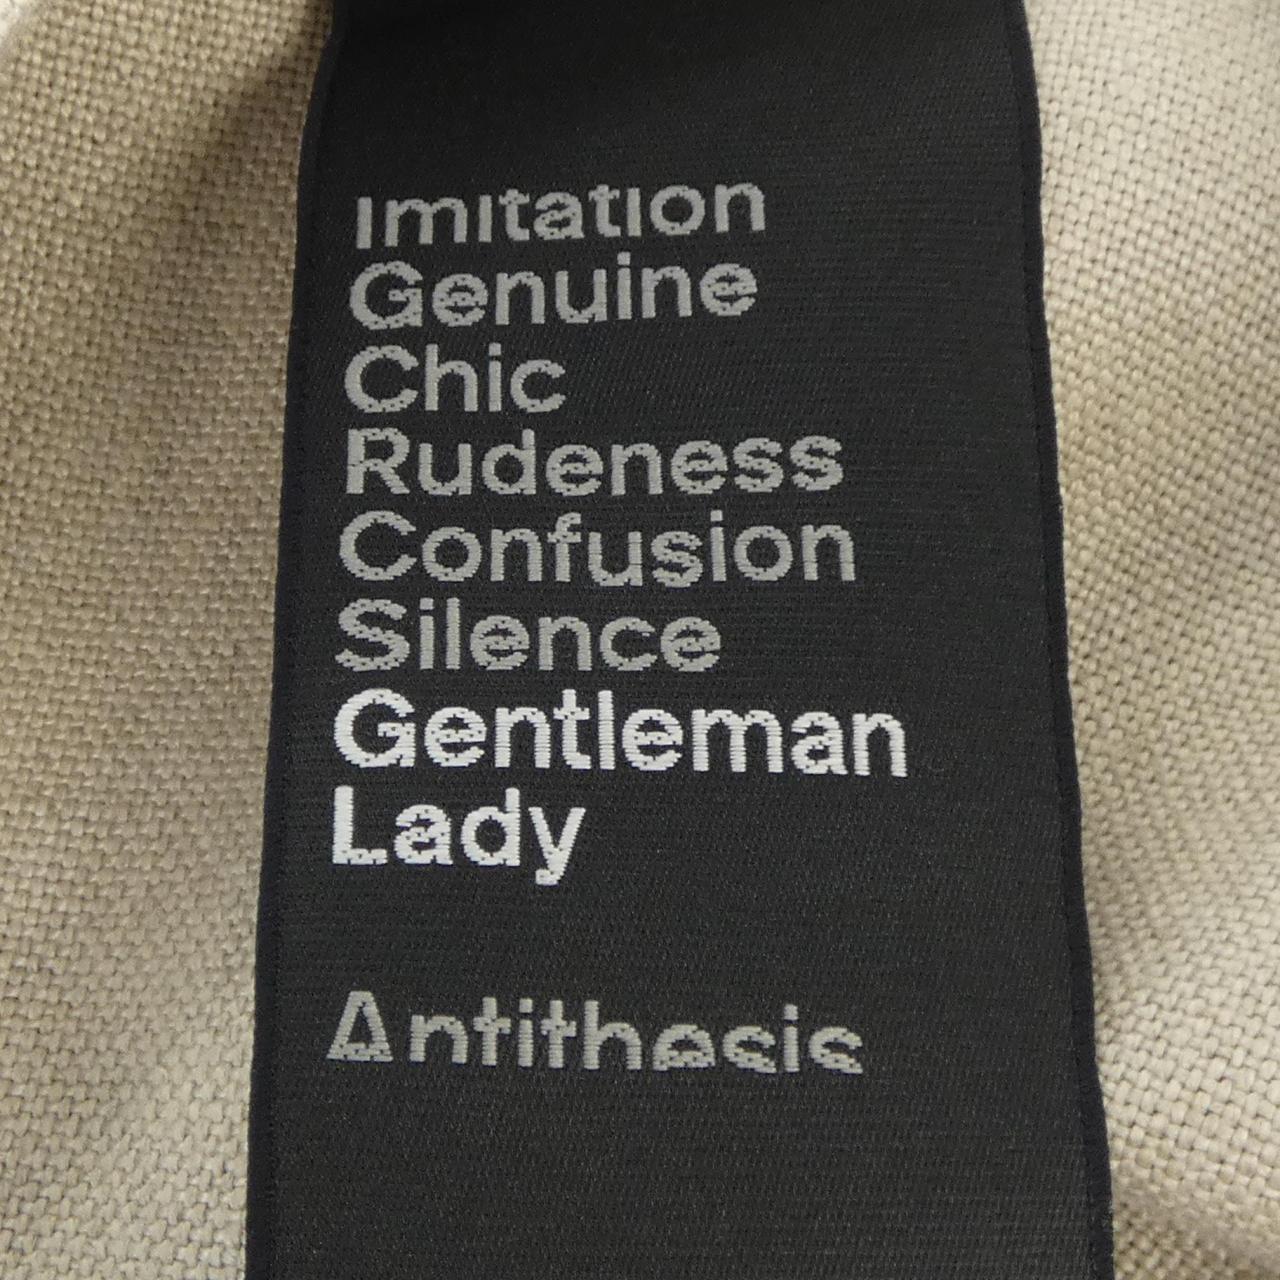 Imitation
Genuine
Chic
Rudeness
Confusion
Silence
Gentleman
Lady
Antithesis